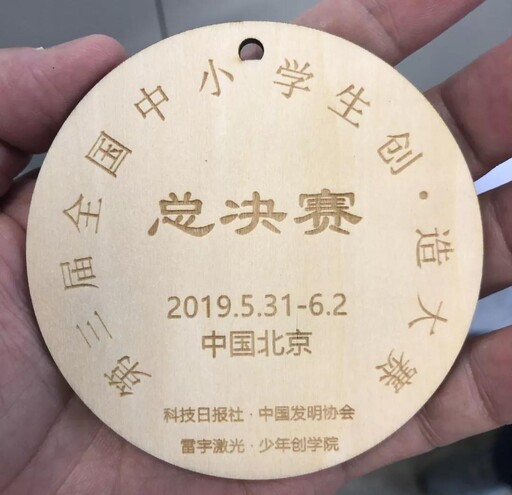 第三届全国中小学生创·造大赛
总决赛
2019.5.31-6.2
中国北京
科技日报社·中国发明协会
雷宇激光·少年创学院